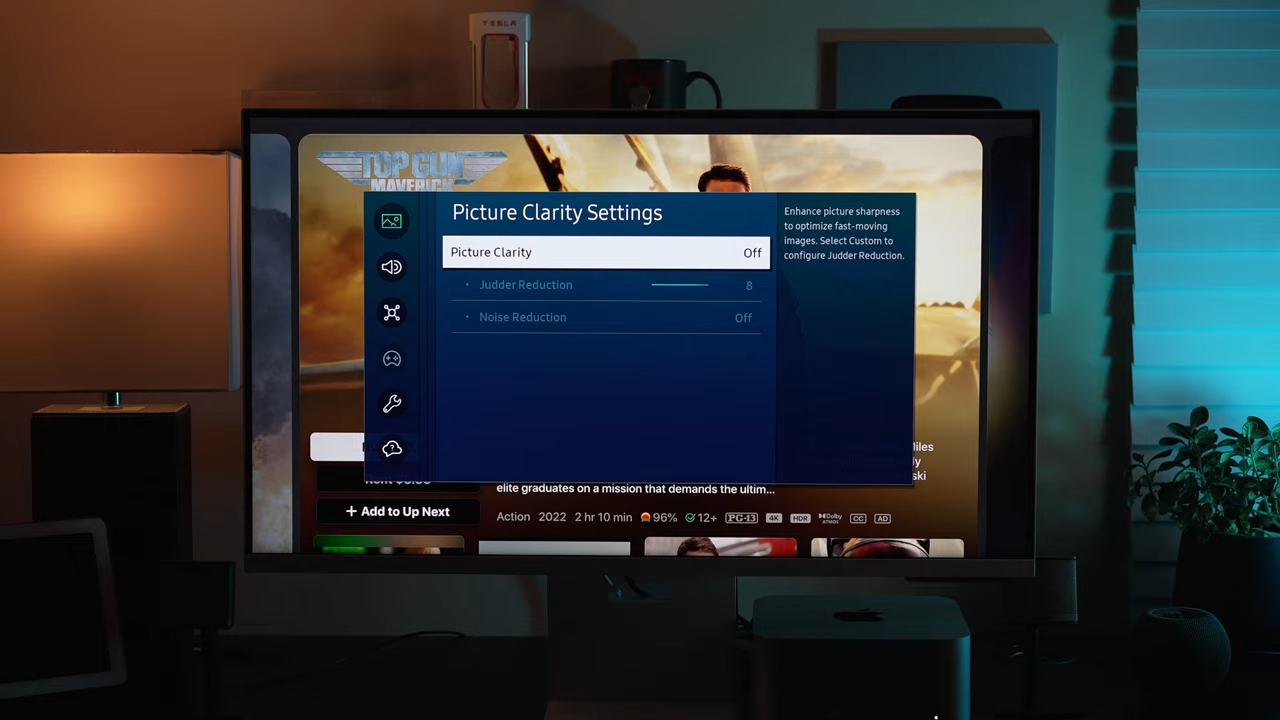 TESLA
TOP GUN
MAVERICK
Picture Clarity Settings
Picture Clarity Off
Judder Reduction 8
Noise Reduction Off
Enhance picture sharpness
to optimize fast-moving
images. Select Custom to
configure Judder Reduction.
elite graduates on a mission that demands the ultim...
+ Add to Up Next
Action 2022 2 hr 10 min 96% 12+ PG-13 4K HDR Dolby ATMOS CC AD